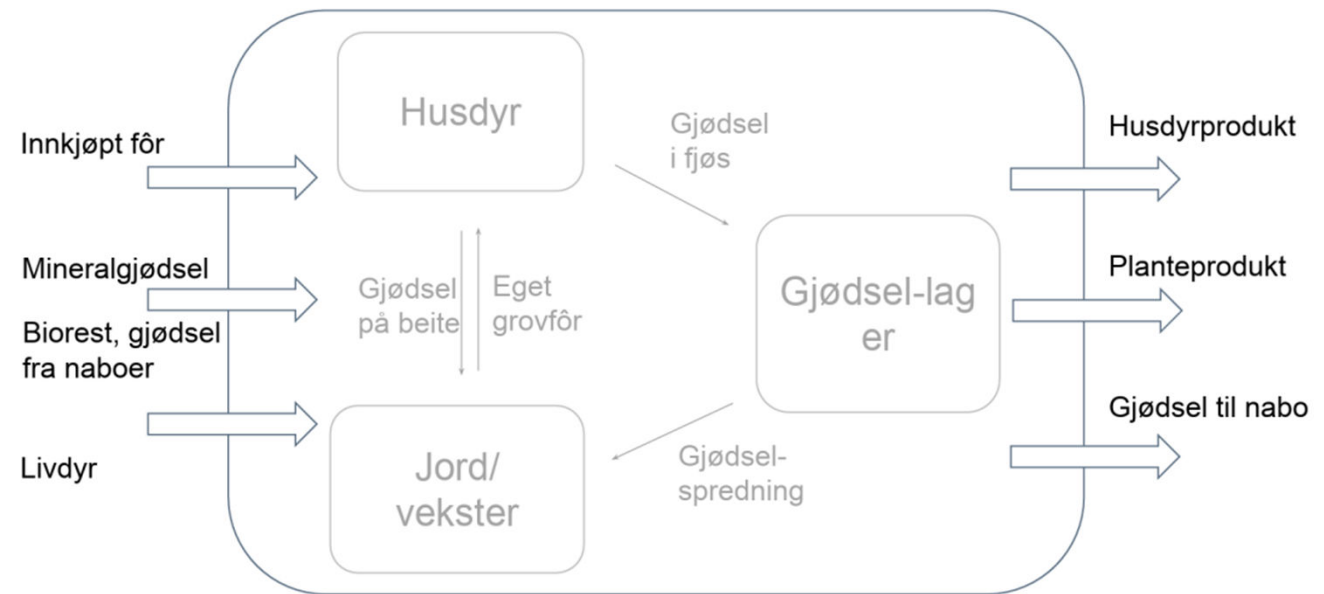 Innkjøpt fôr
Mineralgjødsel
Biorest, gjødsel
fra naboer
Livdyr
Husdyr
Gjødsel
i fjøs
Gjødsel
på beite
Eget
grovfôr
Gjødsel-lag
er
Jord/
vekster
Gjødsel-
spredning
Husdyrprodukt
Planteprodukt
Gjødsel til nabo